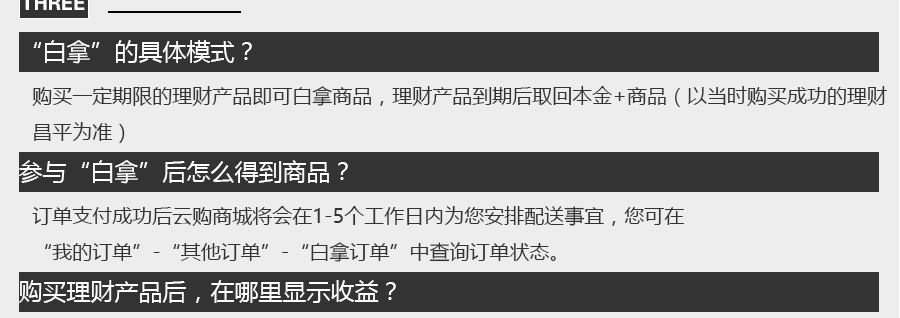 THREE
“白拿”的具体模式？
购买一定期限的理财产品即可白拿商品，理财产品到期后取回本金+商品（以当时购买成功的理财
昌平为准）
参与“白拿”后怎么得到商品？
订单支付成功后云购商城将会在1-5个工作日内为您安排配送事宜，您可在
“我的订单”-“其他订单”-“白拿订单”中查询订单状态。
购买理财产品后，在哪里显示收益？